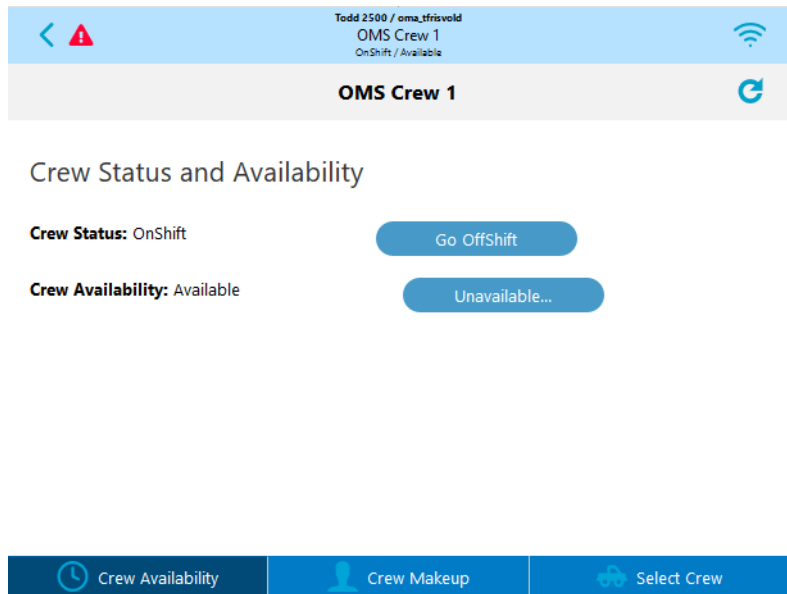 Todd 2500 / oma_tfrisvold
OMS Crew 1
OnShift / Available
OMS Crew 1
Crew Status and Availability
Crew Status: OnShift
Go OffShift
Crew Availability: Available
Unavailable...
Crew Availability
Crew Makeup
Select Crew